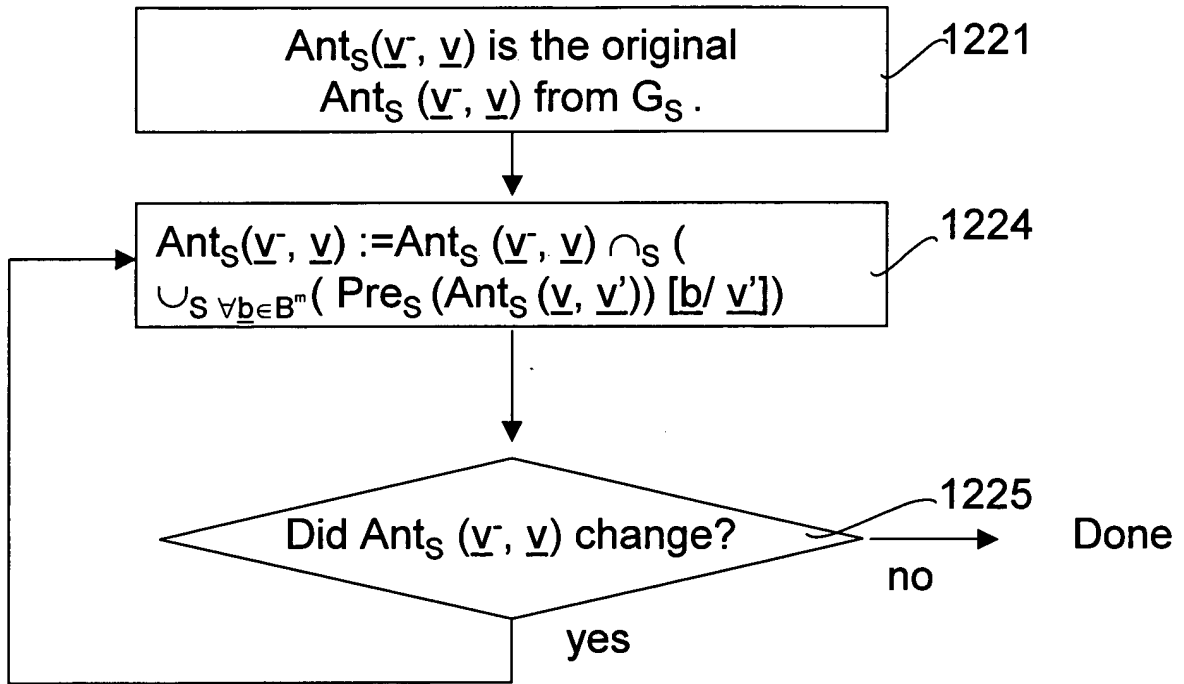 Ant_S(v̲⁻, v̲) is the original
Ant_S (v̲⁻, v̲) from G_S .
1221
Ant_S(v̲⁻, v̲) :=Ant_S (v̲⁻, v̲) ∩_S (
∪_S ∀b̲∈Bᵐ( Pre_S (Ant_S (v̲, v̲')) [b̲/ v̲'])
1224
Did Ant_S (v̲⁻, v̲) change?
1225
Done
no
yes